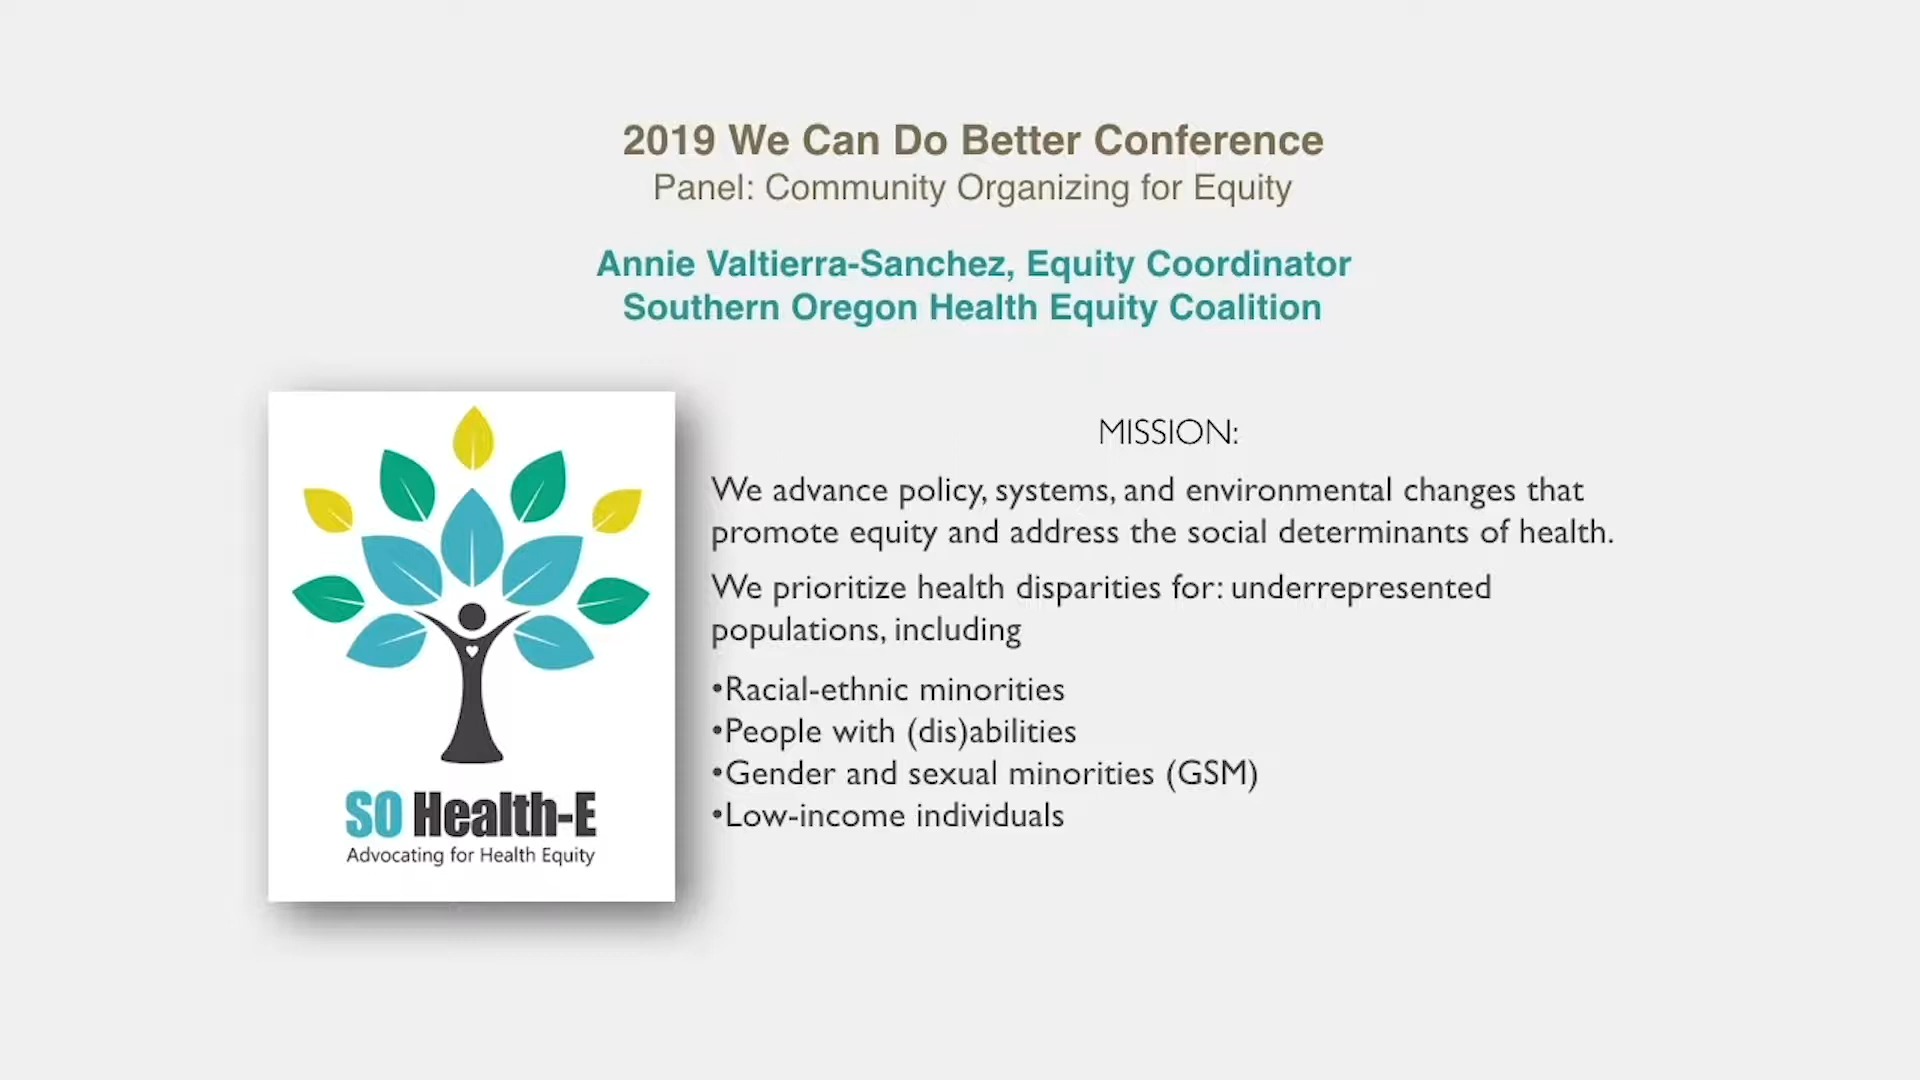 2019 We Can Do Better Conference
Panel: Community Organizing for Equity
Annie Valtierra-Sanchez, Equity Coordinator
Southern Oregon Health Equity Coalition
SO Health-E
Advocating for Health Equity
MISSION:
We advance policy, systems, and environmental changes that
promote equity and address the social determinants of health.
We prioritize health disparities for: underrepresented
populations, including
•Racial-ethnic minorities
•People with (dis)abilities
•Gender and sexual minorities (GSM)
•Low-income individuals